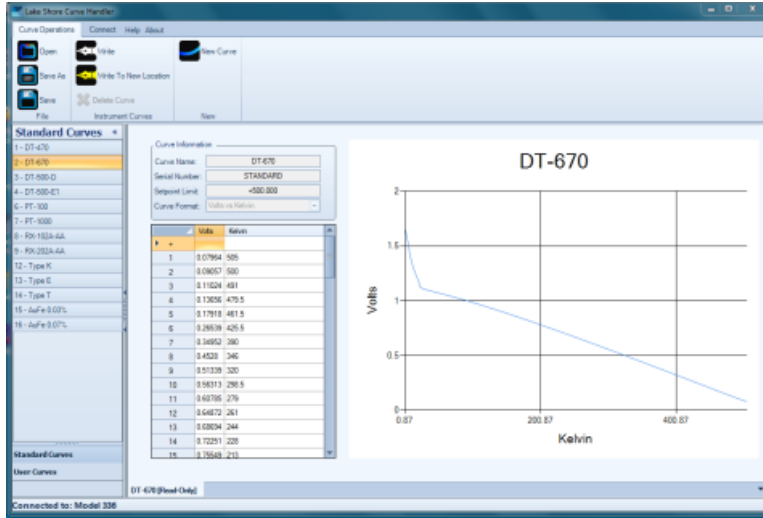 Lake Shore Curve Handler
Curve Operations Connect Help About
Open Write New Curve
Save As Write To New Location
Save Delete Curve
File Instrument Curves New
Standard Curves
1 - DT-470
2 - DT-670
3 - DT-500-D
4 - DT-500-E1
6 - PT-100
7 - PT-1000
8 - RX-102A-AA
9 - RX-202A-AA
12 - Type K
13 - Type E
14 - Type T
15 - AuFe 0.03%
16 - AuFe 0.07%
Standard Curves
User Curves
Curve Information
Curve Name: DT-670
Serial Number: STANDARD
Setpoint Limit: +500.000
Curve Format: Volts vs Kelvin
Volts Kelvin
1 0.07964 505
2 0.09057 500
3 0.11024 491
4 0.13656 479.5
5 0.17918 461.5
6 0.26539 425.5
7 0.34952 390
8 0.4528 346
9 0.51339 320
10 0.56313 298.5
11 0.60785 279
12 0.64872 261
13 0.68694 244
14 0.72251 228
15 0.75549 213
DT-670
2
1.5
1
0.5
0
Volts
0.87 200.87 400.87
Kelvin
DT-670 [Read-Only]
Connected to: Model 336